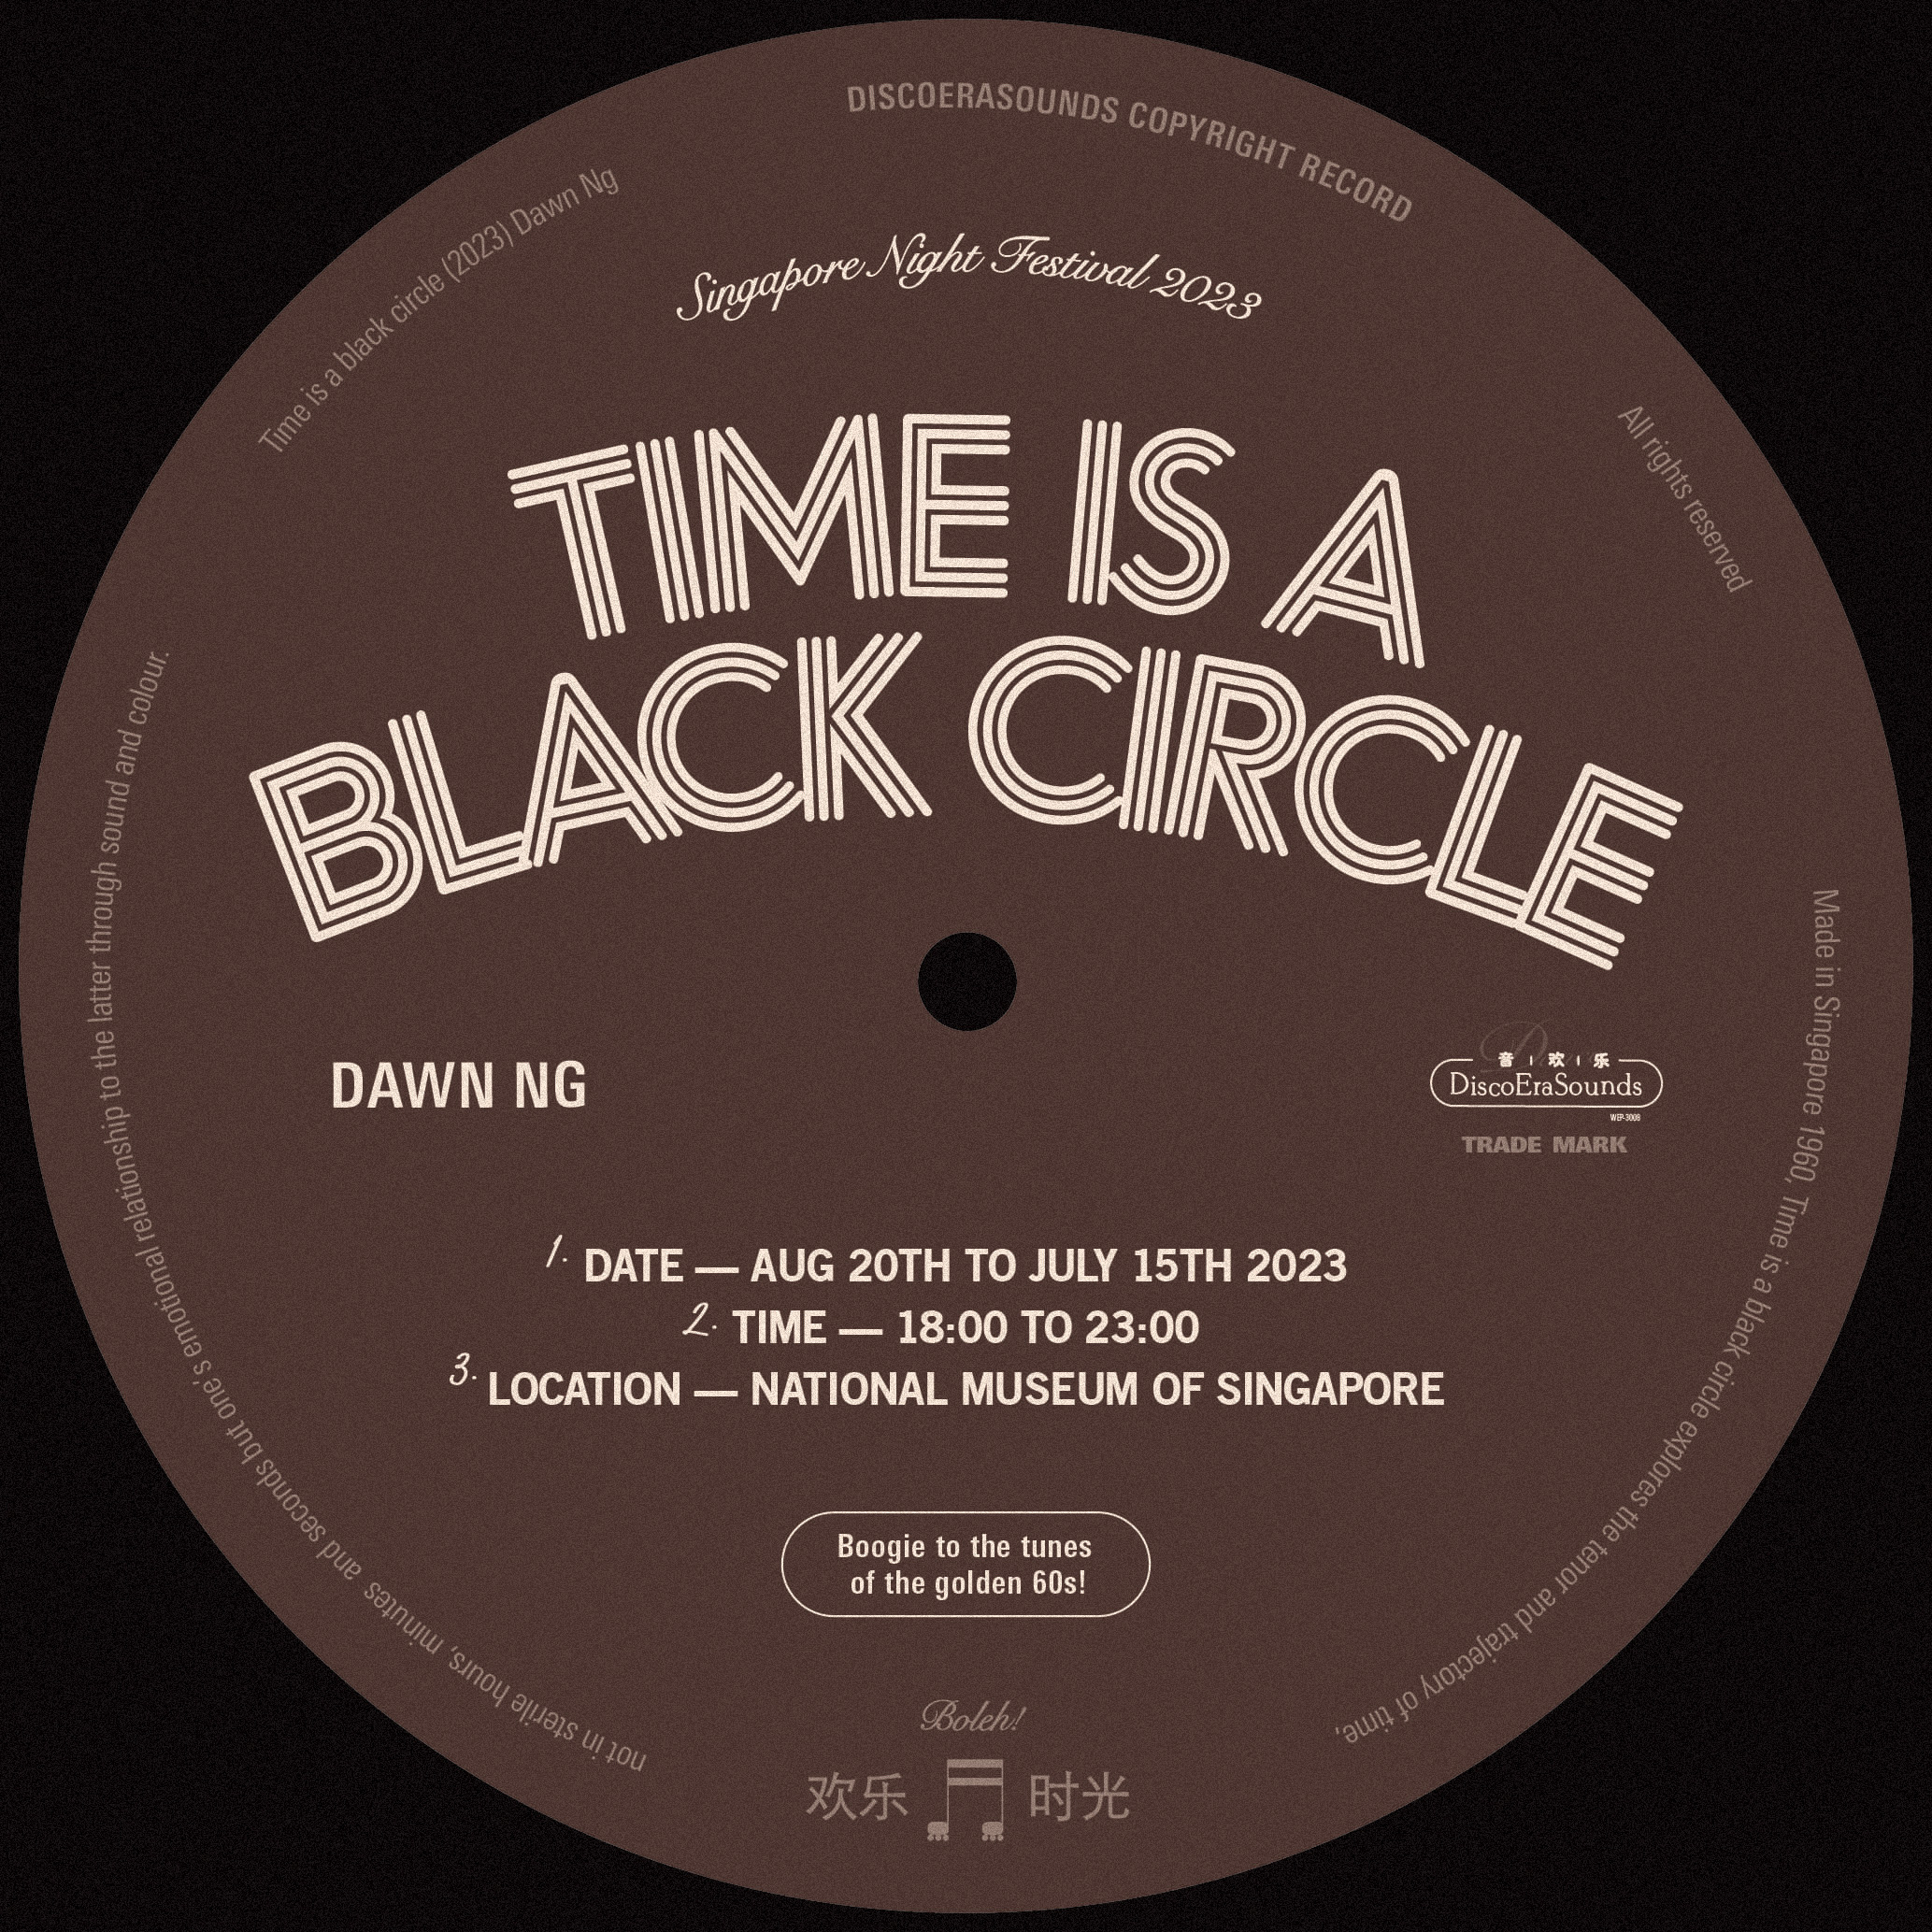 DISCOERASOUNDS COPYRIGHT RECORD
Time is a black circle (2023) Dawn Ng
Singapore Night Festival 2023
All rights reserved
TIME IS A
BLACK CIRCLE
DAWN NG
音 欢 乐
DiscoEraSounds
WEP-3008
TRADE MARK
1. DATE — AUG 20TH TO JULY 15TH 2023
2. TIME — 18:00 TO 23:00
3. LOCATION — NATIONAL MUSEUM OF SINGAPORE
Boogie to the tunes
of the golden 60s!
Made in Singapore 1960, Time is a black circle explores the tenor and trajectory of time,
not in sterile hours, minutes and seconds but one's emotional relationship to the latter through sound and colour.
Boleh!
欢乐 时光